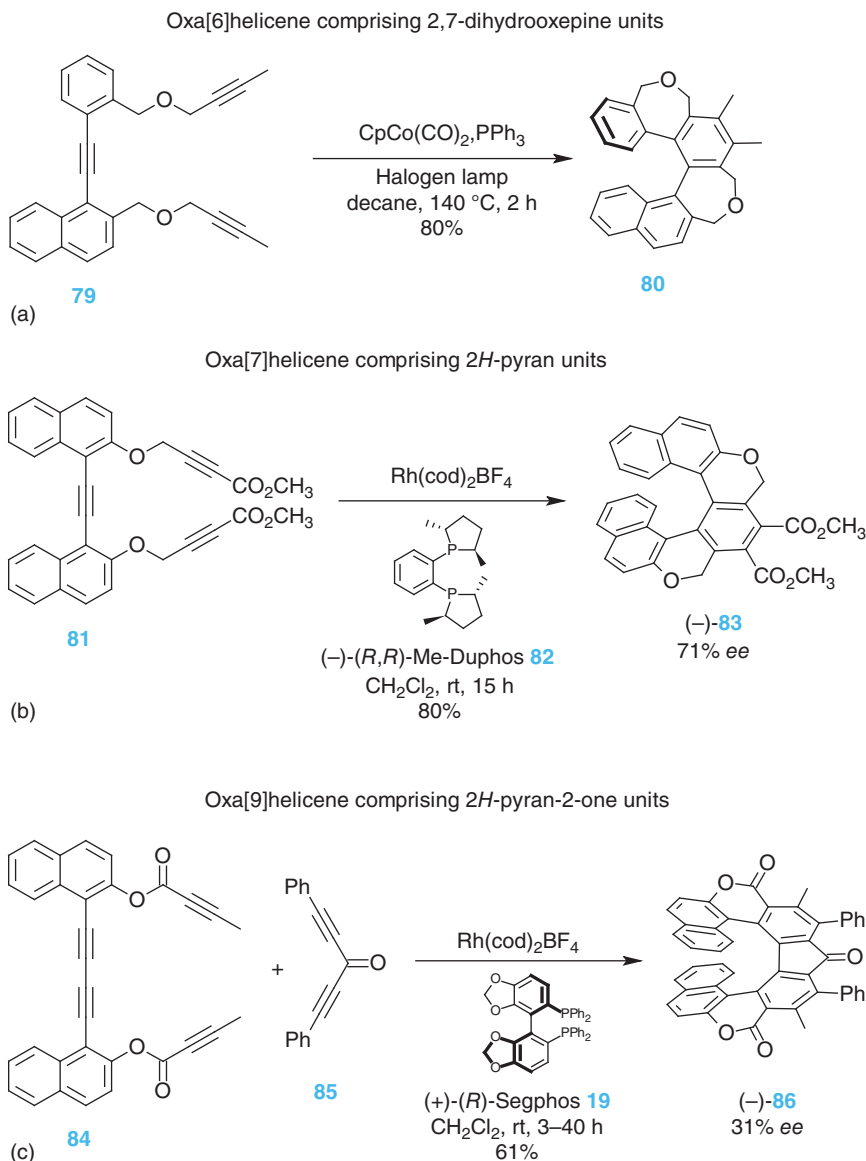 Oxa[6]helicene comprising 2,7-dihydrooxepine units
O
O
79
CpCo(CO)2,PPh3
Halogen lamp
decane, 140 °C, 2 h
80%
O
O
80
(a)
Oxa[7]helicene comprising 2H-pyran units
O
CO2CH3
CO2CH3
O
81
Rh(cod)2BF4
P
P
(–)-(R,R)-Me-Duphos 82
CH2Cl2, rt, 15 h
80%
O
CO2CH3
CO2CH3
O
(–)-83
71% ee
(b)
Oxa[9]helicene comprising 2H-pyran-2-one units
O
O
O
O
84
+
Ph
O
Ph
85
Rh(cod)2BF4
O
O
PPh2
PPh2
O
O
(+)-(R)-Segphos 19
CH2Cl2, rt, 3–40 h
61%
O
O
Ph
O
Ph
O
O
(–)-86
31% ee
(c)